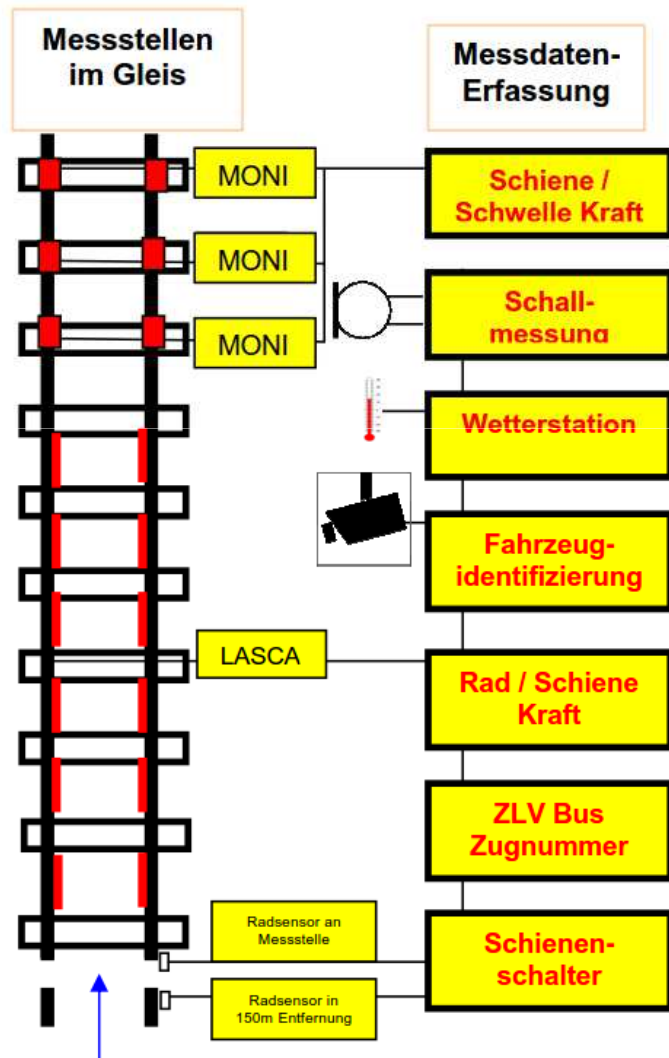 Messstellen
im Gleis
Messdaten-
Erfassung
MONI
Schiene /
Schwelle Kraft
MONI
MONI
Schall-
messung
Wetterstation
Fahrzeug-
identifizierung
LASCA
Rad / Schiene
Kraft
ZLV Bus
Zugnummer
Radsensor an
Messstelle
Schienen-
schalter
Radsensor in
150m Entfernung